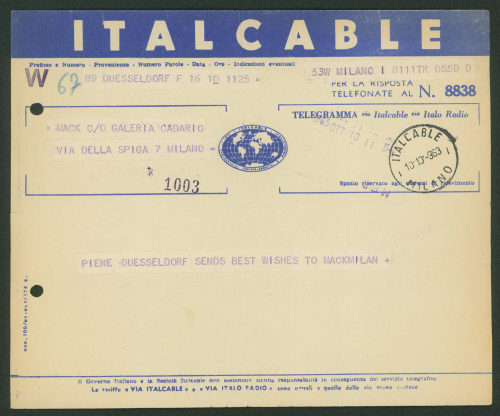 ITALCABLE
Prefisso e Numero - Provenienza - Numero Parole - Data - Ore - Indicazioni eventuali
W 67 89 DUESSELDORF F 16 10 1125 =
53W MILANO I 8111TR DSSD D
PER LA RISPOSTA
TELEFONATE AL N. 8838
TELEGRAMMA via Italcable via Italo Radio
= MACK C/O GALERIA CADARIO
VIA DELLA SPIGA 7 MILANO =
* 1003
ITALCABLE
10·10·963
MILANO
Spazio riservato agli estremi di ricevimento
PIENE DUESSELDORF SENDS BEST WISHES TO MACKMILAN +
Il Governo Italiano e la Società Italcable non assumono alcuna responsabilità in conseguenza del servizio telegrafico
Le tariffe « VIA ITALCABLE » e « VIA ITALO RADIO » sono uguali a quelle delle vie meno costose